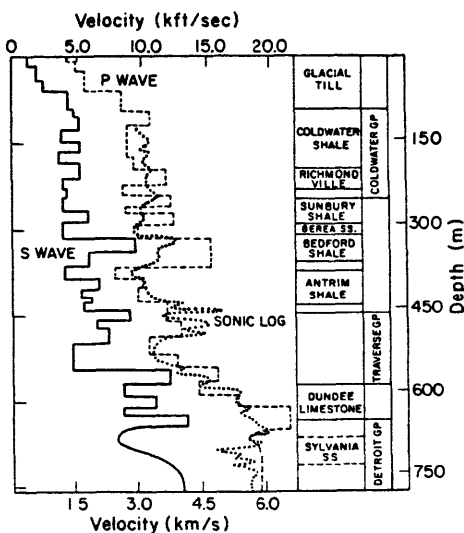 Velocity (kft/sec)
0 5.0 10.0 15.0 20.0
P WAVE
S WAVE
SONIC LOG
GLACIAL
TILL
COLDWATER
SHALE
RICHMOND
VILLE
SUNBURY
SHALE
BEREA SS.
BEDFORD
SHALE
ANTRIM
SHALE
DUNDEE
LIMESTONE
SYLVANIA
SS
COLDWATER GP
TRAVERSE GP
DETROIT GP
150
300
450
600
750
Depth (m)
1 5 3.0 4.5 6.0
Velocity (km/s)